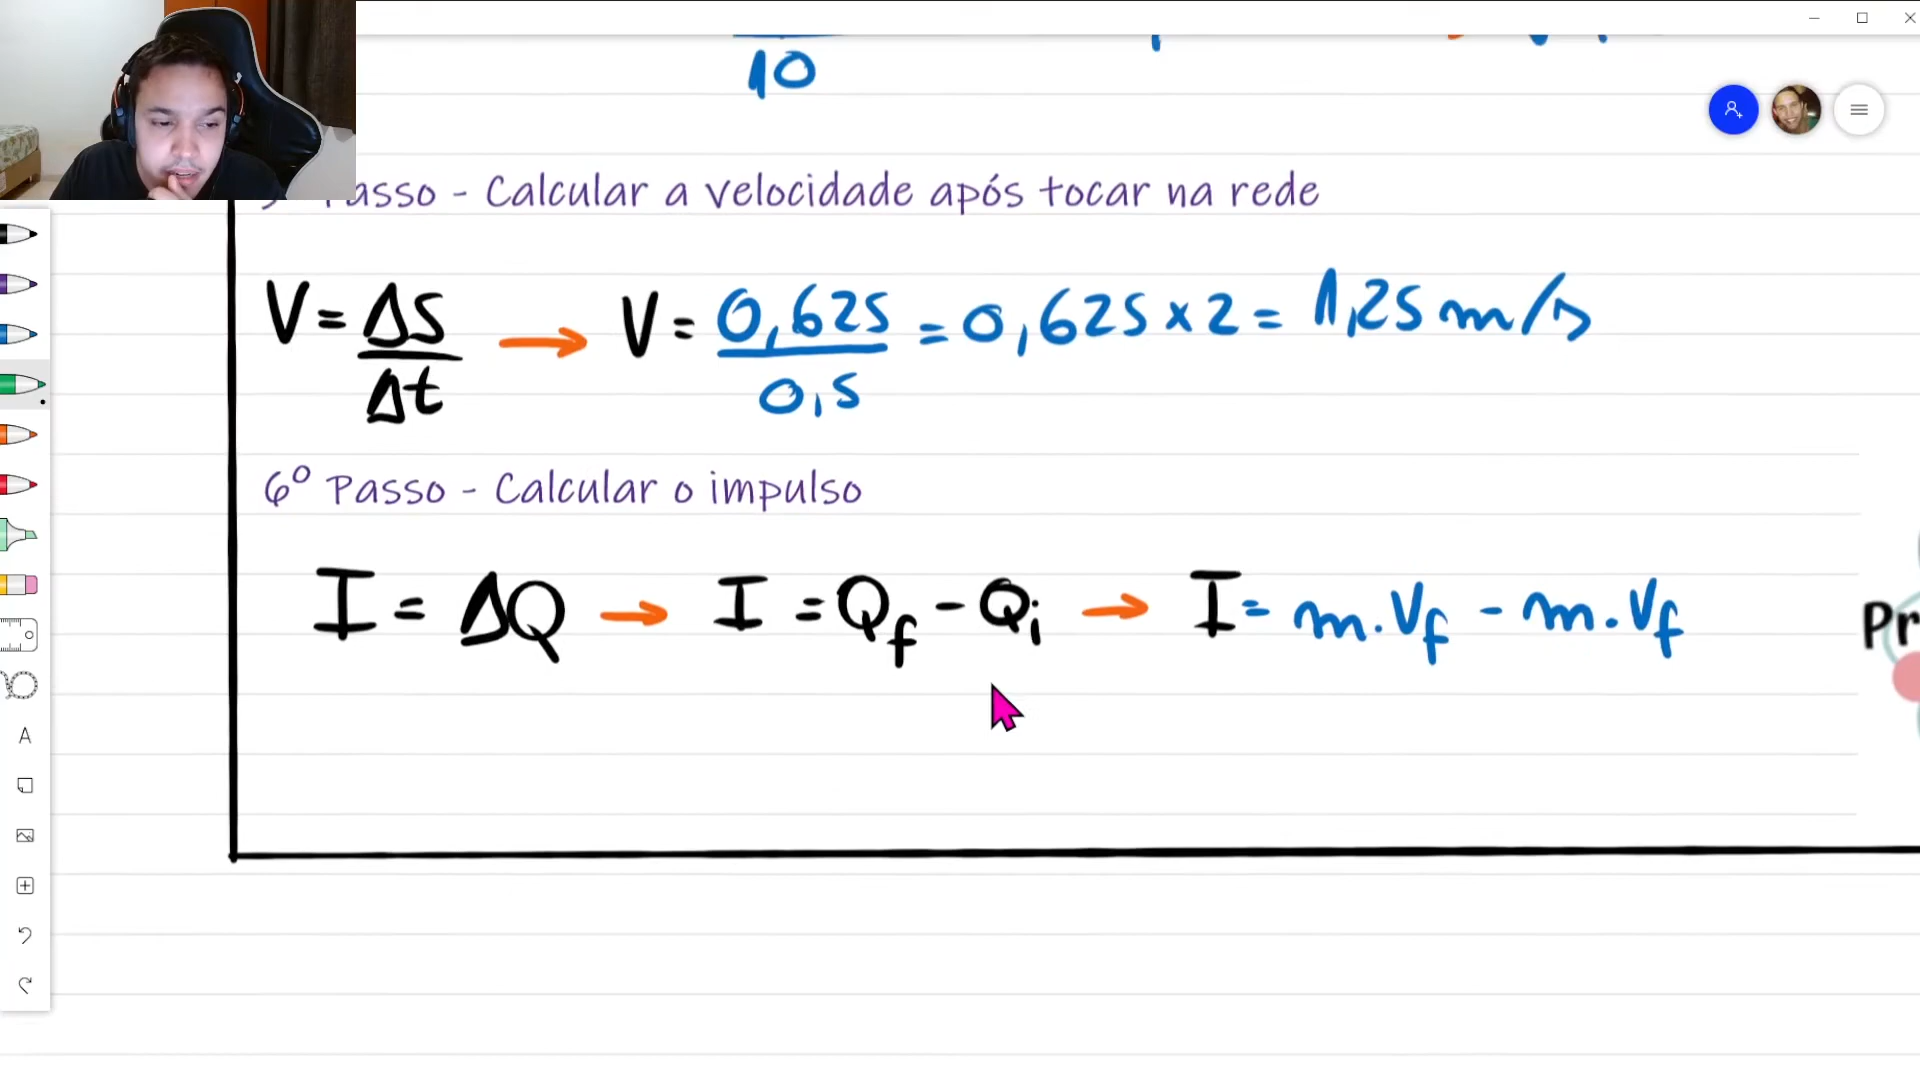 10
Passo - Calcular a velocidade após tocar na rede
V = ΔS/Δt → V = 0,625/0,5 = 0,625 x 2 = 1,25 m/s
6º Passo - Calcular o impulso
I = ΔQ → I = Qf - Qi → I = m.Vf - m.Vf
Pr
A